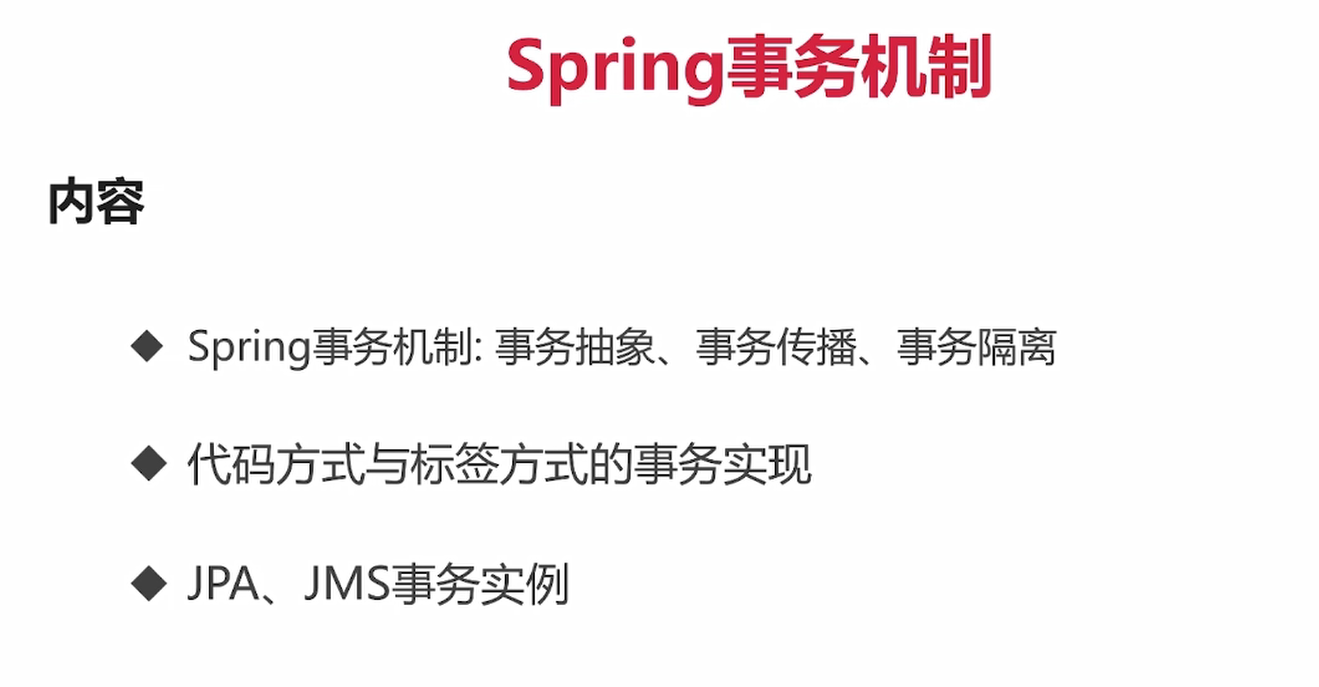 Spring事务机制
内容
◆ Spring事务机制: 事务抽象、事务传播、事务隔离
◆ 代码方式与标签方式的事务实现
◆ JPA、JMS事务实例